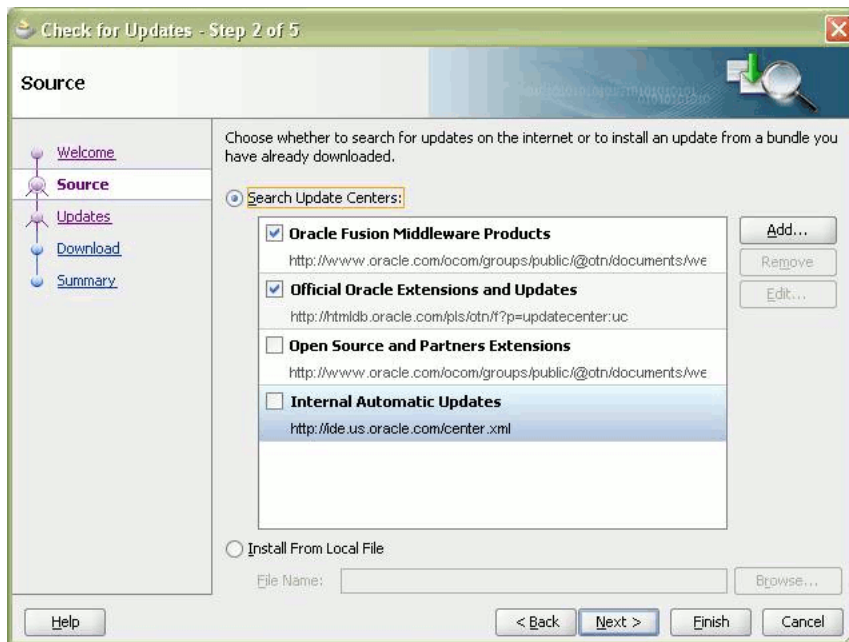 Check for Updates - Step 2 of 5
Source
Choose whether to search for updates on the internet or to install an update from a bundle you
have already downloaded.
Welcome
Source
Updates
Download
Summary
Search Update Centers:
Oracle Fusion Middleware Products
http://www.oracle.com/ocom/groups/public/@otn/documents/we
Official Oracle Extensions and Updates
http://htmldb.oracle.com/pls/otn/f?p=updatecenter:uc
Open Source and Partners Extensions
http://www.oracle.com/ocom/groups/public/@otn/documents/we
Internal Automatic Updates
http://ide.us.oracle.com/center.xml
Add...
Remove
Edit...
Install From Local File
File Name:
Browse...
Help
< Back
Next >
Finish
Cancel